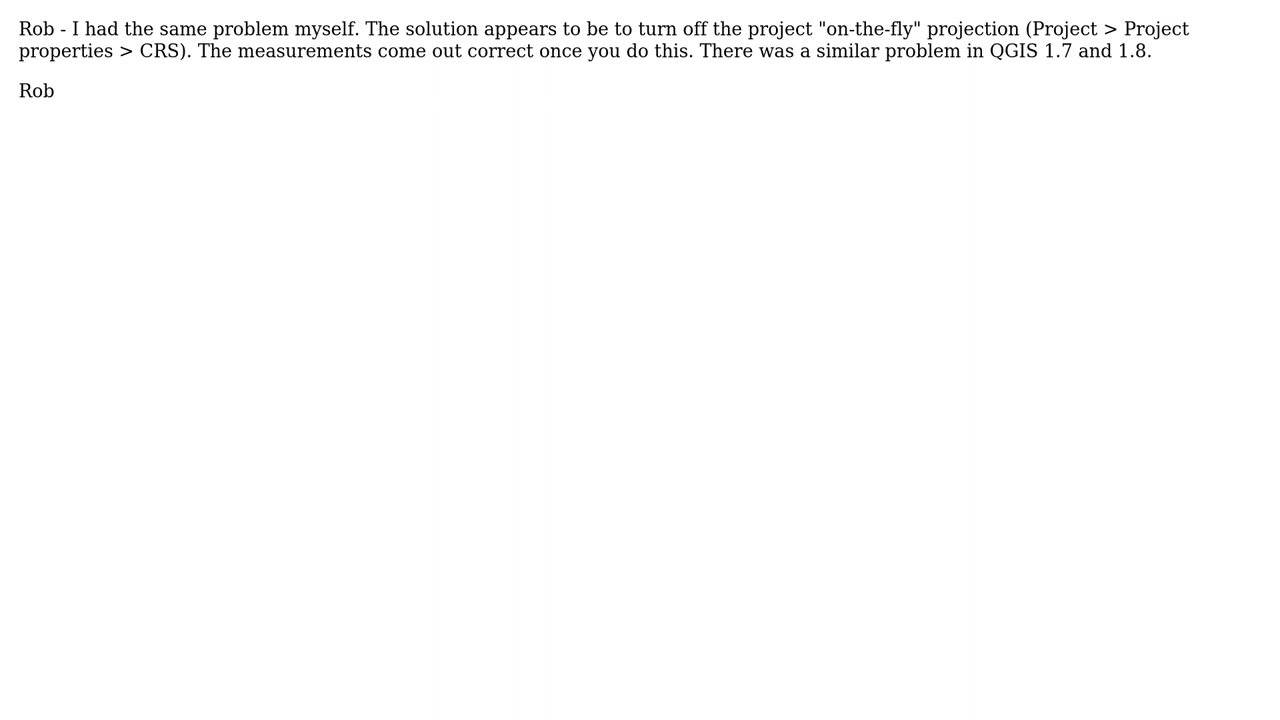 Rob - I had the same problem myself. The solution appears to be to turn off the project "on-the-fly" projection (Project > Project
properties > CRS). The measurements come out correct once you do this. There was a similar problem in QGIS 1.7 and 1.8.
Rob